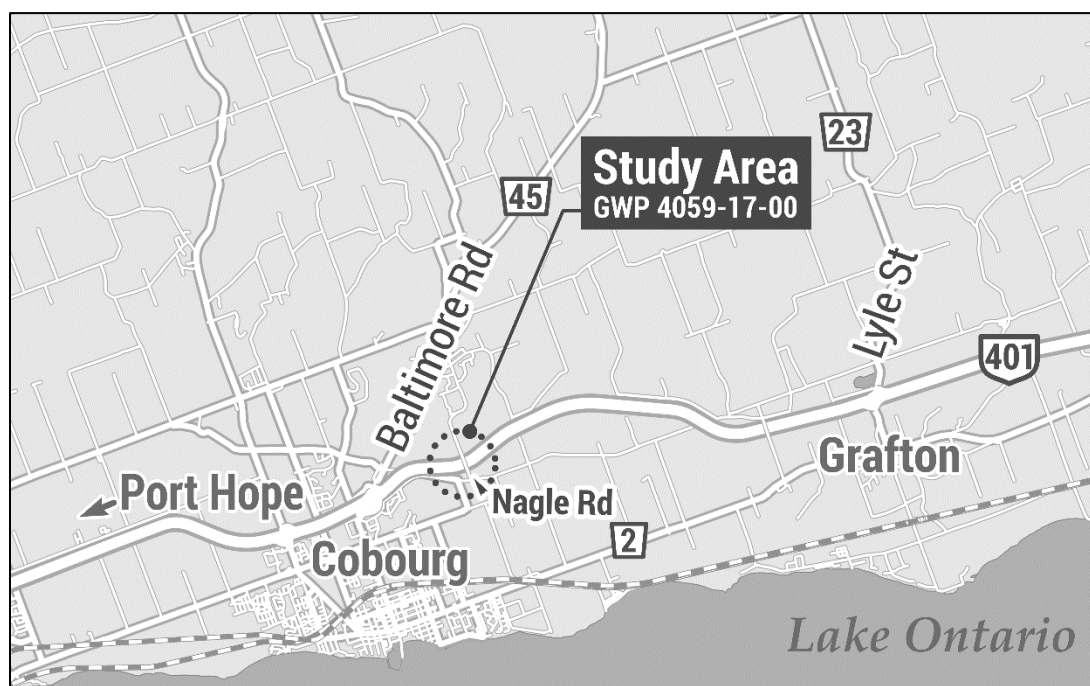 23
Study Area
GWP 4059-17-00
45
Baltimore Rd
Lyle St
401
Grafton
Port Hope
Nagle Rd
2
Cobourg
Lake Ontario